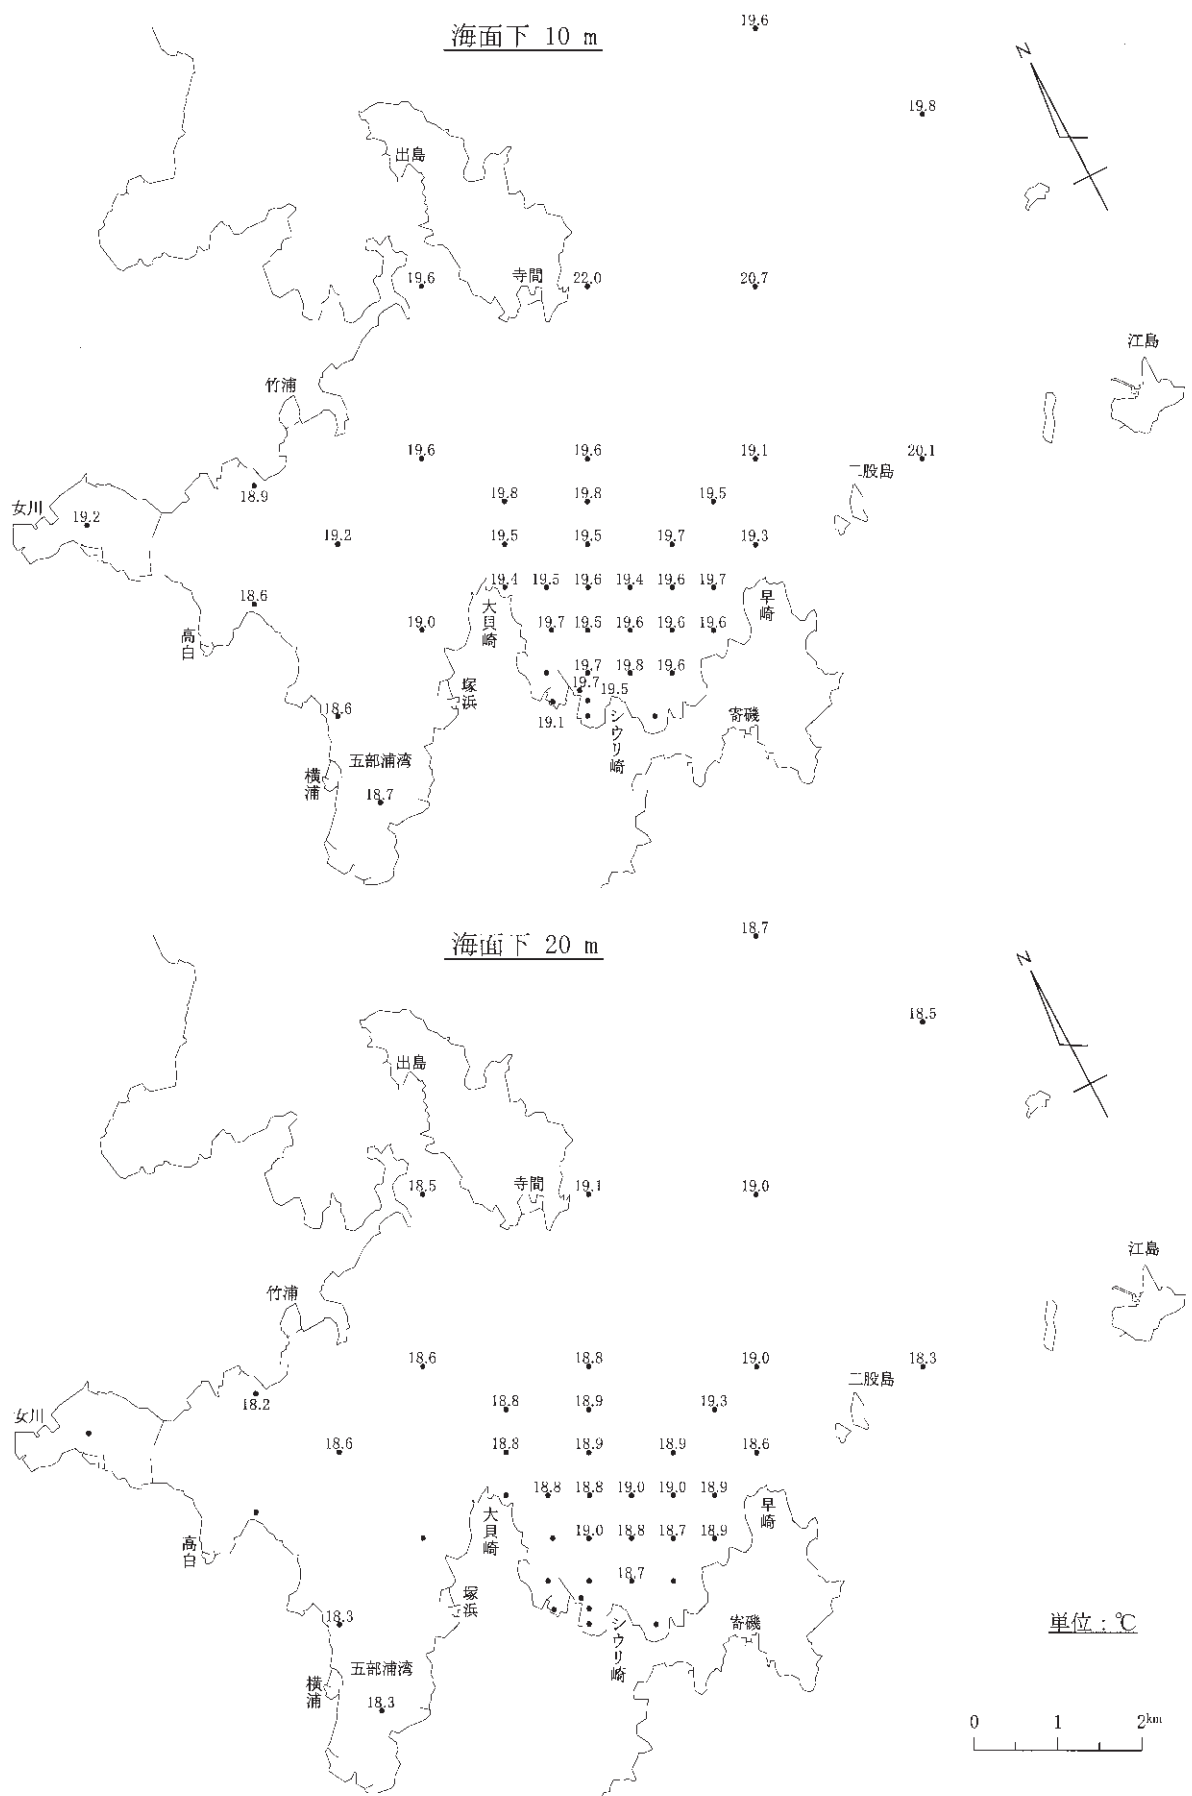 海面下 10 m
19.6
N
19.8
出島
19.6
寺間
22.0
20.7
江島
竹浦
19.6
19.6
19.1
20.1
二股島
18.9
19.8
19.8
19.5
女川
19.2
19.2
19.5
19.5
19.7
19.3
19.4
19.5
19.6
19.4
19.6
19.7
18.6
大貝崎
早崎
19.0
19.7
19.5
19.6
19.6
19.6
高白
19.7
19.8
19.6
塚浜
19.7
19.5
18.6
19.1
シウリ崎
寄磯
五部浦湾
横浦
18.7
海面下 20 m
18.7
N
18.5
出島
18.5
寺間
19.1
19.0
江島
竹浦
18.6
18.8
19.0
18.3
二股島
18.2
18.8
18.9
19.3
女川
18.6
18.8
18.9
18.9
18.6
18.8
18.8
19.0
19.0
18.9
大貝崎
早崎
19.0
18.8
18.7
18.9
高白
18.7
塚浜
18.3
シウリ崎
寄磯
単位:℃
五部浦湾
横浦
18.3
0 1 2km